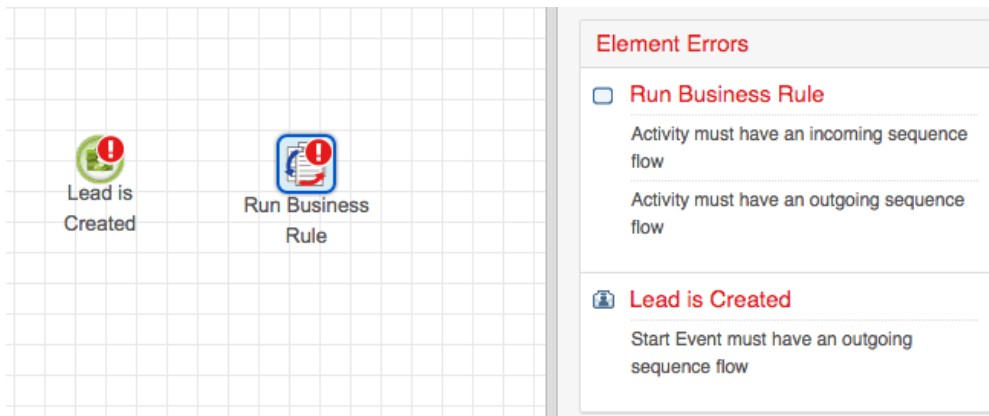 Lead is
Created
Run Business
Rule
Element Errors
Run Business Rule
Activity must have an incoming sequence
flow
Activity must have an outgoing sequence
flow
Lead is Created
Start Event must have an outgoing
sequence flow